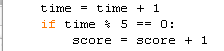 time = time + 1
if time % 5 == 0:
score = score + 1